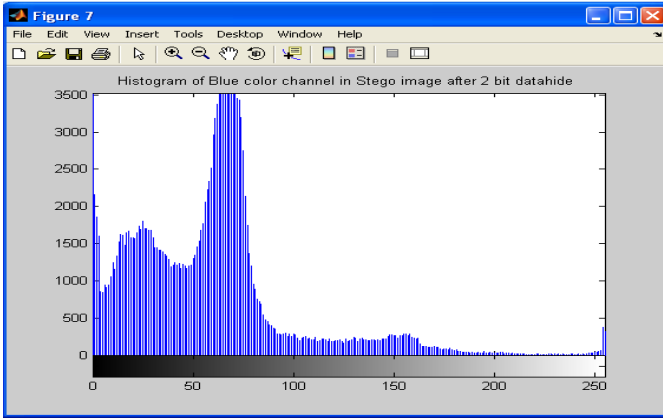 Figure 7
File Edit View Insert Tools Desktop Window Help
Histogram of Blue color channel in Stego image after 2 bit datahide
3500
3000
2500
2000
1500
1000
500
0
0 50 100 150 200 250